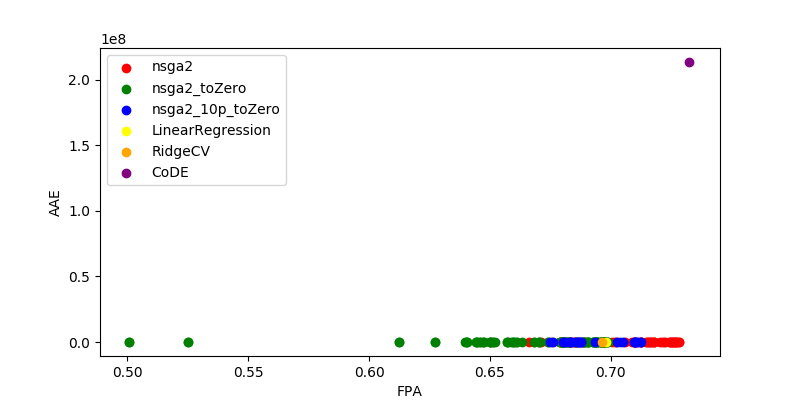 1e8
nsga2
nsga2_toZero
nsga2_10p_toZero
LinearRegression
RidgeCV
CoDE
2.0
1.5
1.0
0.5
0.0
AAE
0.50 0.55 0.60 0.65 0.70
FPA